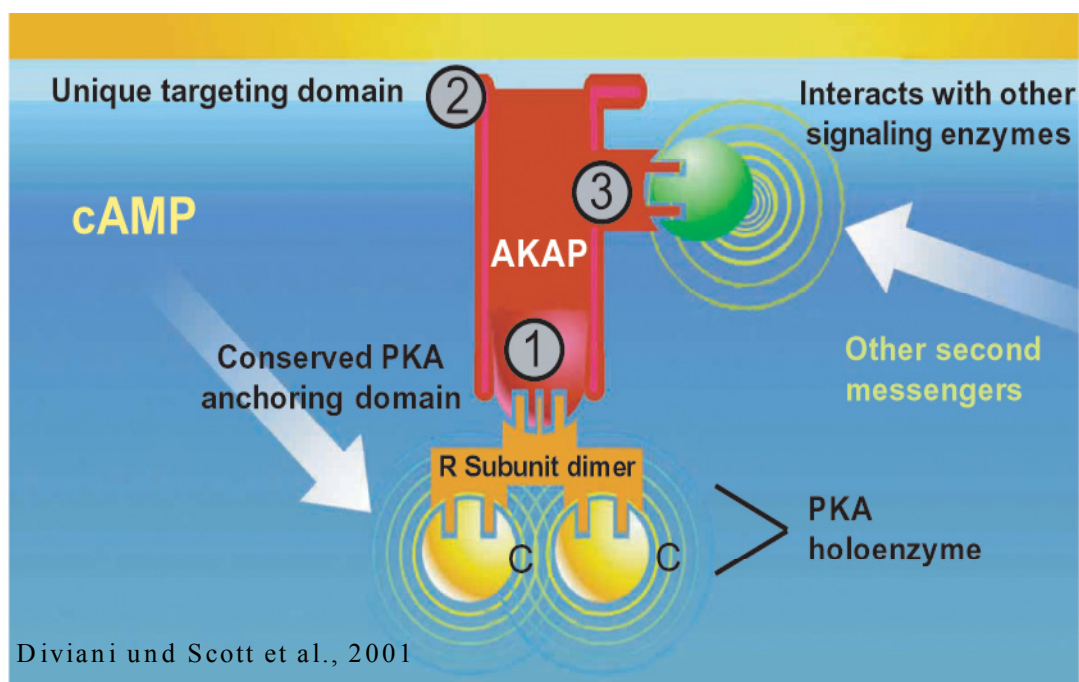 Unique targeting domain
2
Interacts with other
signaling enzymes
3
cAMP
AKAP
1
Conserved PKA
anchoring domain
Other second
messengers
R Subunit dimer
C
C
PKA
holoenzyme
Diviani und Scott et al., 2001